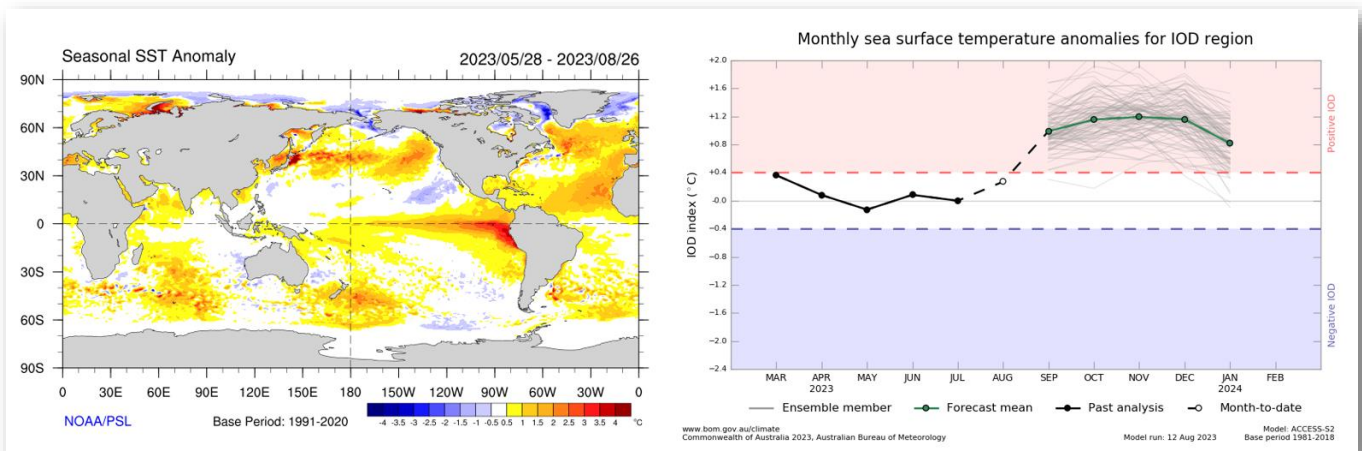 Seasonal SST Anomaly
2023/05/28 - 2023/08/26
90N
60N
30N
0
30S
60S
90S
0 30E 60E 90E 120E 150E 180 150W 120W 90W 60W 30W 0
NOAA/PSL
Base Period: 1991-2020
-4 -3.5 -3 -2.5 -2 -1.5 -1 -0.5 0.5 1 1.5 2 2.5 3 3.5 4 °C
Monthly sea surface temperature anomalies for IOD region
IOD index (°C)
+2.0
+1.6
+1.2
+0.8
+0.4
-0.0
−0.4
−0.8
−1.2
−1.6
−2.0
−2.4
Positive IOD
Negative IOD
MAR APR MAY JUN JUL AUG SEP OCT NOV DEC JAN FEB
2023 2024
Ensemble member Forecast mean Past analysis Month-to-date
www.bom.gov.au/climate
Commonwealth of Australia 2023, Australian Bureau of Meteorology
Model: ACCESS-S2
Model run: 12 Aug 2023 Base period 1981-2018